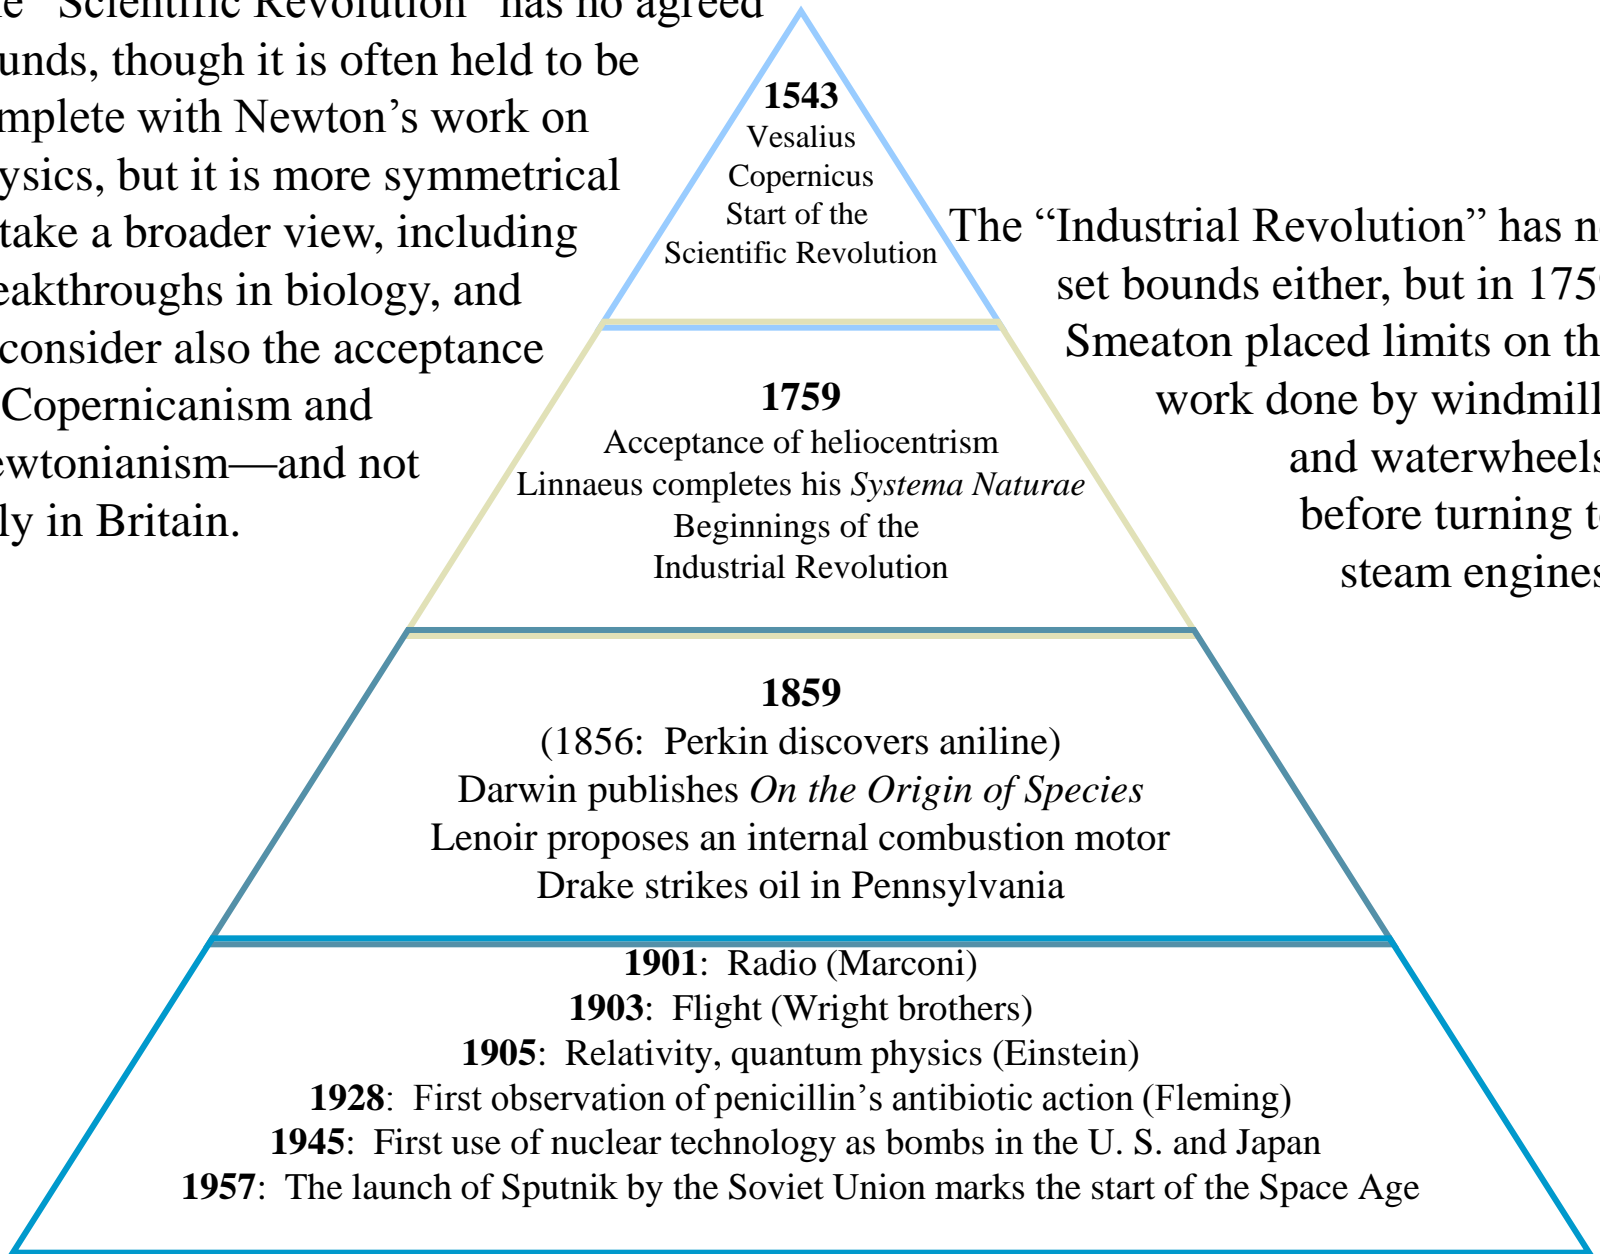 e “Scientific Revolution” has no agreed
unds, though it is often held to be
mplete with Newton’s work on
ysics, but it is more symmetrical
take a broader view, including
eakthroughs in biology, and
consider also the acceptance
Copernicanism and
ewtonianism—and not
ly in Britain.
1543
Vesalius
Copernicus
Start of the
Scientific Revolution
The “Industrial Revolution” has n
set bounds either, but in 175
Smeaton placed limits on th
work done by windmill
and waterwheels
before turning t
steam engines
1759
Acceptance of heliocentrism
Linnaeus completes his Systema Naturae
Beginnings of the
Industrial Revolution
1859
(1856: Perkin discovers aniline)
Darwin publishes On the Origin of Species
Lenoir proposes an internal combustion motor
Drake strikes oil in Pennsylvania
1901: Radio (Marconi)
1903: Flight (Wright brothers)
1905: Relativity, quantum physics (Einstein)
1928: First observation of penicillin’s antibiotic action (Fleming)
1945: First use of nuclear technology as bombs in the U. S. and Japan
1957: The launch of Sputnik by the Soviet Union marks the start of the Space Age